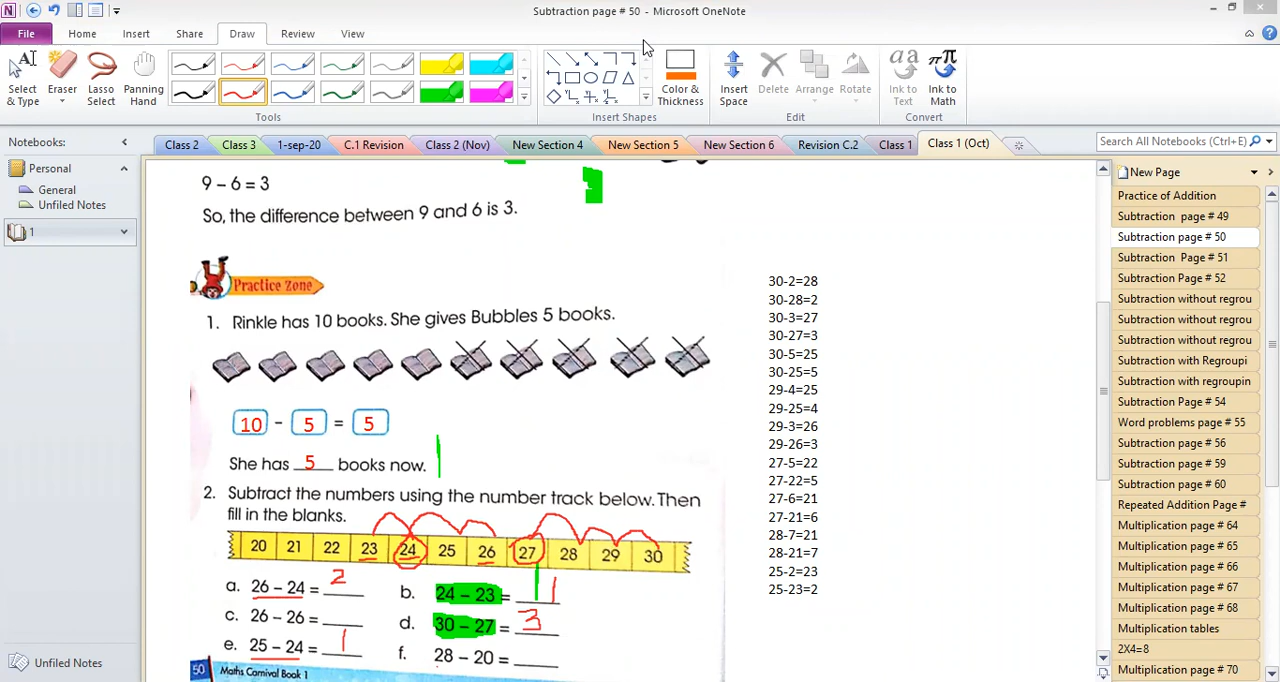 Subtraction page # 50 - Microsoft OneNote
File Home Insert Share Draw Review View
Select & Type
Eraser
Lasso Select
Panning Hand
Color & Thickness
Insert Space
Delete
Arrange
Rotate
Ink to Text
Ink to Math
Tools
Insert Shapes
Edit
Convert
Notebooks:
Class 2 Class 3 1-sep-20 C.1 Revision Class 2 (Nov) New Section 4 New Section 5 New Section 6 Revision C.2 Class 1 Class 1 (Oct)
Search All Notebooks (Ctrl+E)
Personal
General
Unfiled Notes
1
Unfiled Notes
9 – 6 = 3
So, the difference between 9 and 6 is 3.
Practice Zone
1. Rinkle has 10 books. She gives Bubbles 5 books.
10 - 5 = 5
She has 5 books now.
2. Subtract the numbers using the number track below. Then
fill in the blanks.
20 21 22 23 24 25 26 27 28 29 30
a. 26 – 24 = 2 b. 24 – 23 = 1
c. 26 – 26 = ____ d. 30 – 27 = 3
e. 25 – 24 = 1 f. 28 – 20 = ____
50 Maths Carnival Book 1
30-2=28
30-28=2
30-3=27
30-27=3
30-5=25
30-25=5
29-4=25
29-25=4
29-3=26
29-26=3
27-5=22
27-22=5
27-6=21
27-21=6
28-7=21
28-21=7
25-2=23
25-23=2
New Page
Practice of Addition
Subtraction page # 49
Subtraction page # 50
Subtraction Page # 51
Subtraction Page # 52
Subtraction without regrou
Subtraction without regrou
Subtraction without regrou
Subtraction with Regroupi
Subtraction with regroupin
Subtraction Page # 54
Word problems page # 55
Subtraction page # 56
Subtraction page # 59
Subtraction page # 60
Repeated Addition Page #
Multiplication page # 64
Multiplication page # 65
Multiplication page # 66
Multiplication page # 67
Multiplication page # 68
Multiplication tables
2X4=8
Multiplication page # 70